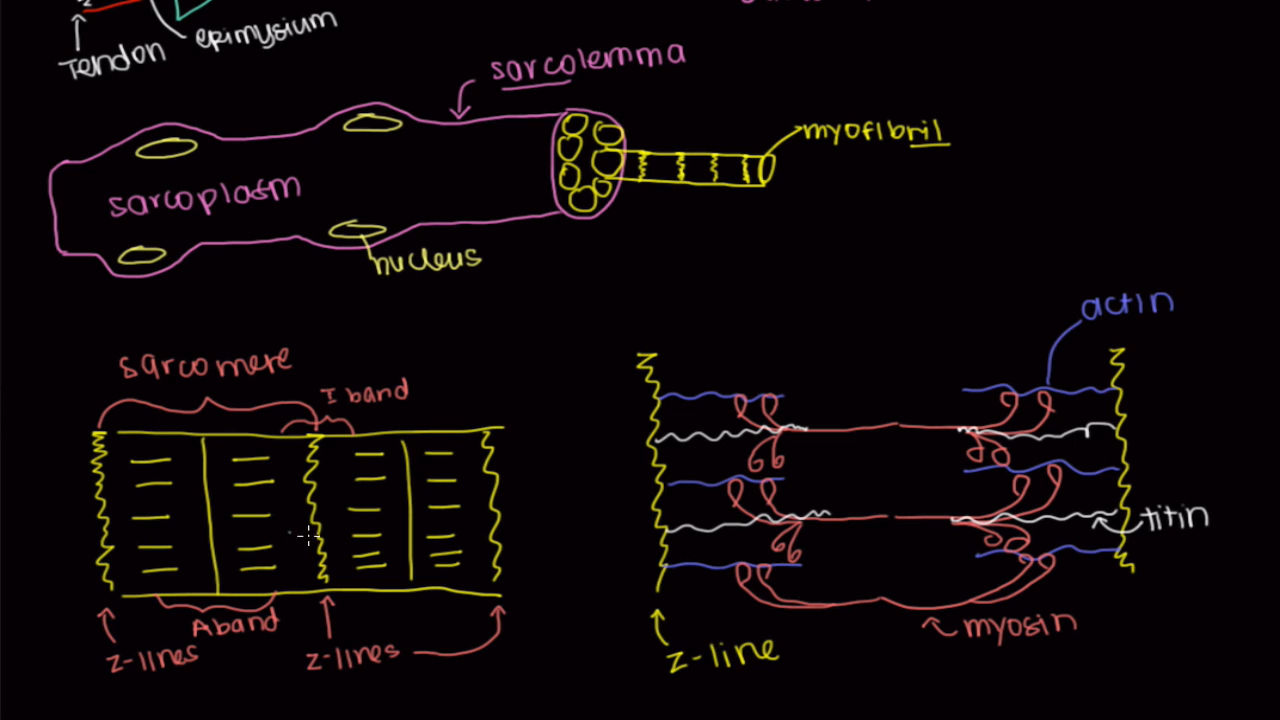 Tendon
epimysium
sarcolemma
myofibril
sarcoplasm
nucleus
actin
sarcomere
I band
titin
A band
z-lines
z-lines
z-line
myosin